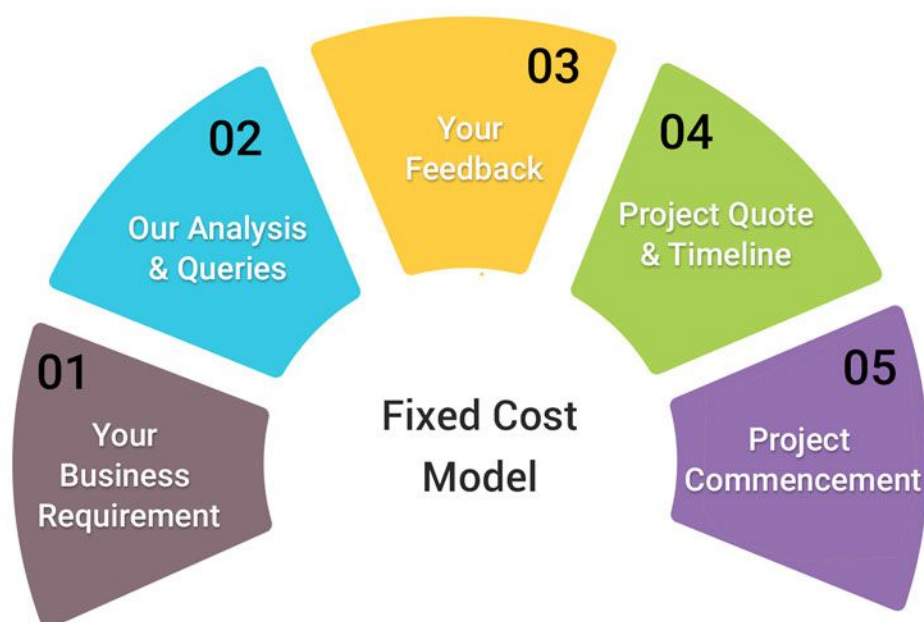 01
Your
Business
Requirement
02
Our Analysis
& Queries
03
Your
Feedback
04
Project Quote
& Timeline
05
Project
Commencement
Fixed Cost
Model